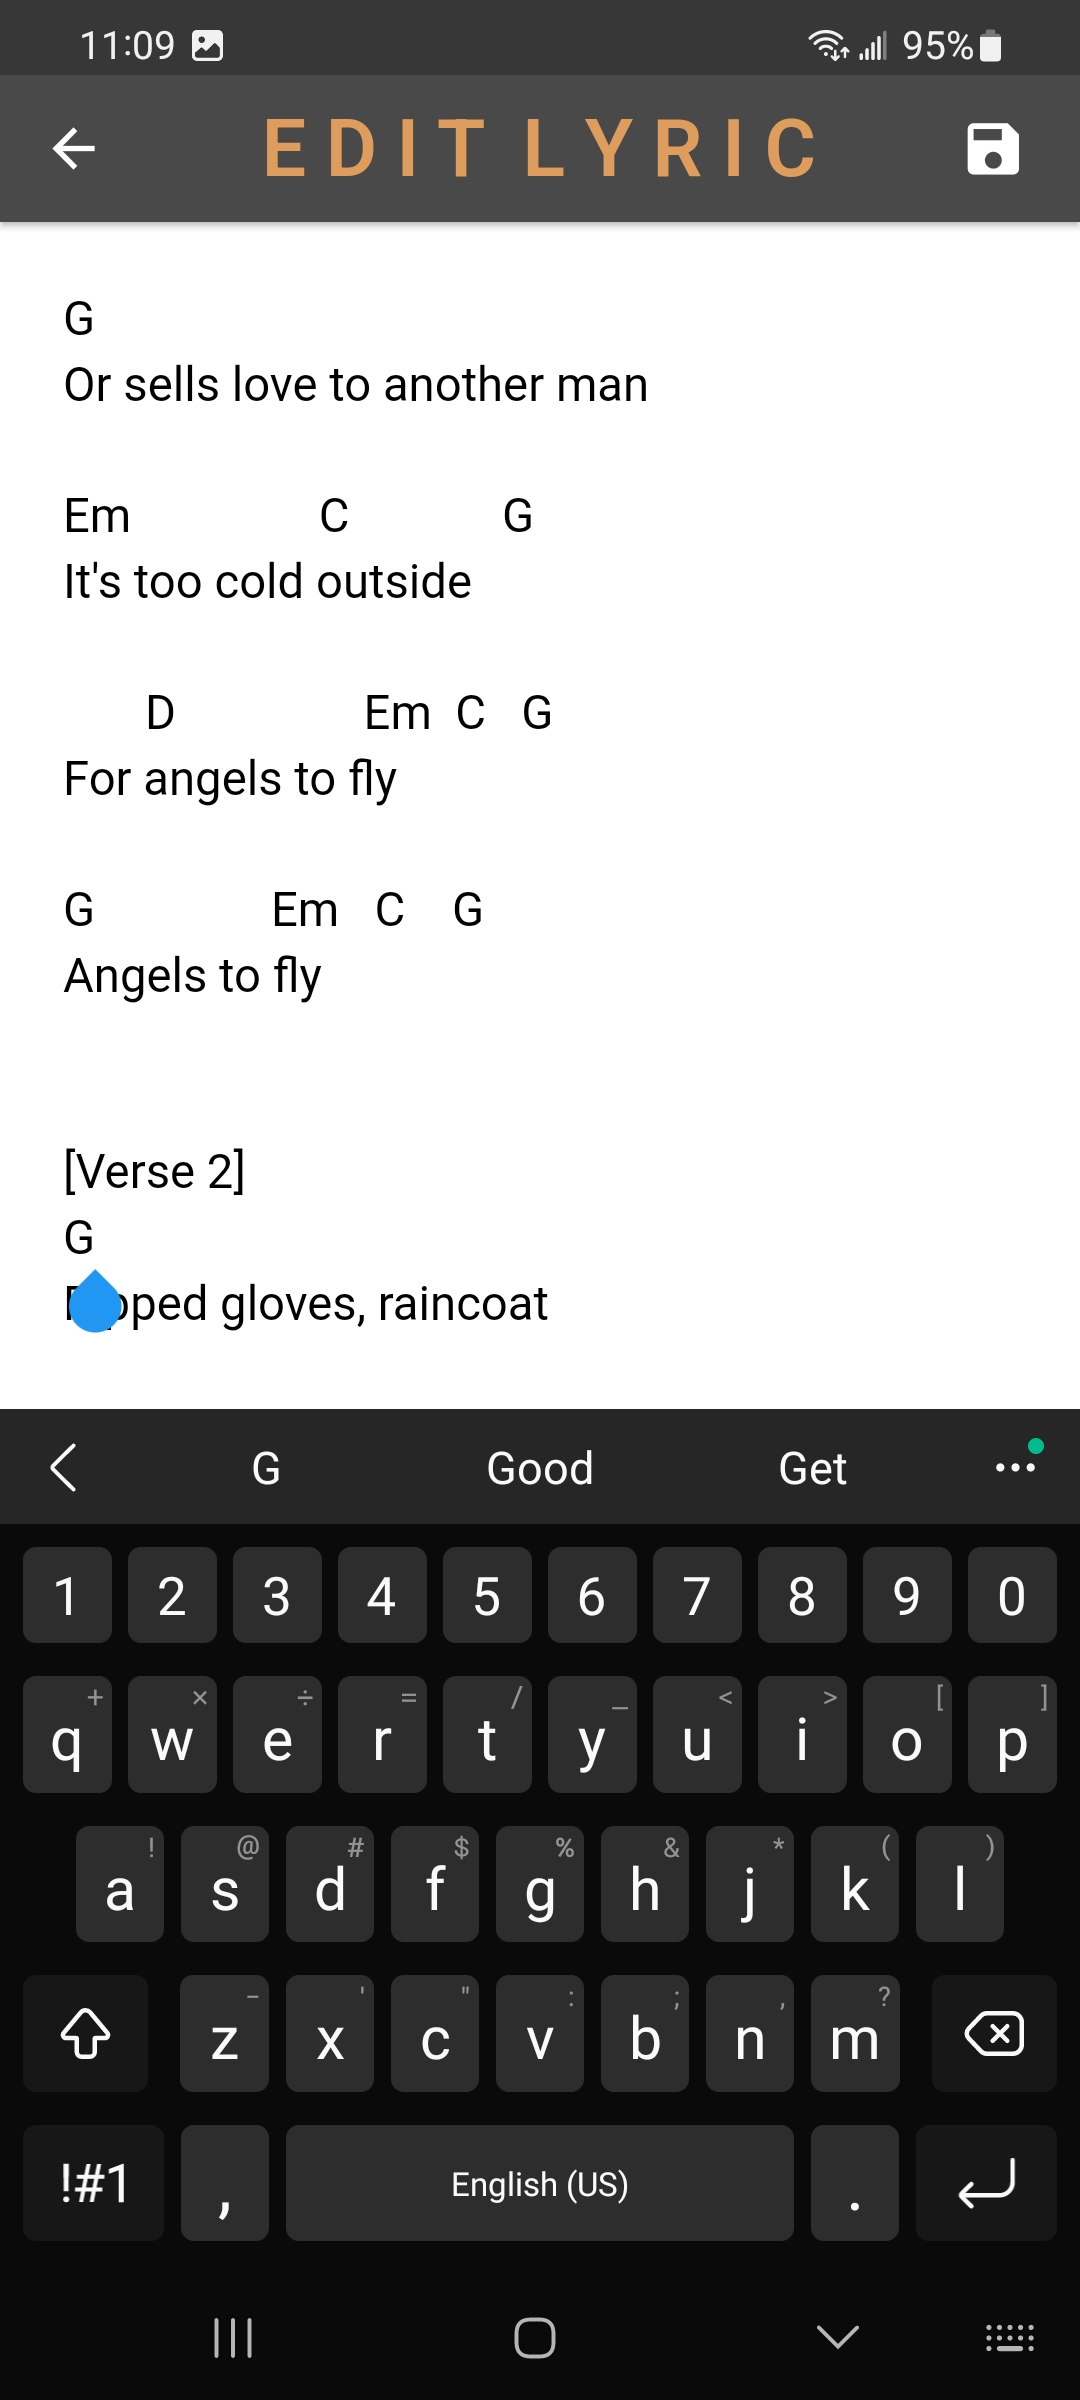 11:09 95%
EDIT LYRIC
G
Or sells love to another man
Em C G
It's too cold outside
D Em C G
For angels to fly
G Em C G
Angels to fly
[Verse 2]
G
gloves, raincoat
G Good Get
1 2 3 4 5 6 7 8 9 0
+ × ÷ = / _ < > [ ]
q w e r t y u i o p
! @ # $ % & * ( )
a s d f g h j k l
- ' " : ; , ?
z x c v b n m
!#1 , English (US) .